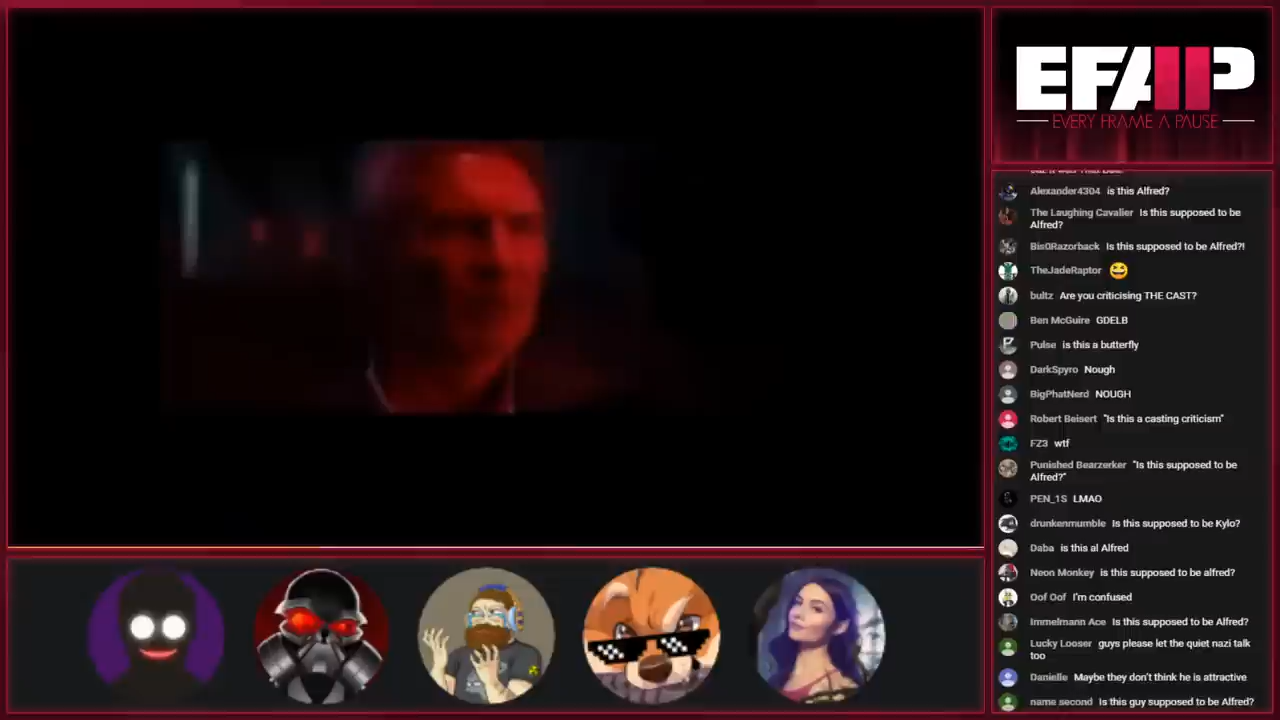 EFAP
EVERY FRAME A PAUSE
Alexander4304 is this Alfred?
The Laughing Cavalier Is this supposed to be
Alfred?
Bis0Razorback Is this supposed to be Alfred?!
TheJadeRaptor 😆
bultz Are you criticising THE CAST?
Ben McGuire GDELB
Pulse is this a butterfly
DarkSpyro Nough
BigPhatNerd NOUGH
Robert Beisert "Is this a casting criticism"
FZ3 wtf
Punished Bearzerker "Is this supposed to be
Alfred?"
PEN_1S LMAO
drunkenmumble Is this supposed to be Kylo?
Daba is this al Alfred
Neon Monkey is this supposed to be alfred?
Oof Oof I'm confused
Immelmann Ace Is this supposed to be Alfred?
Lucky Looser guys please let the quiet nazi talk
too
Danielle Maybe they don't think he is attractive
name second Is this guy supposed to be Alfred?